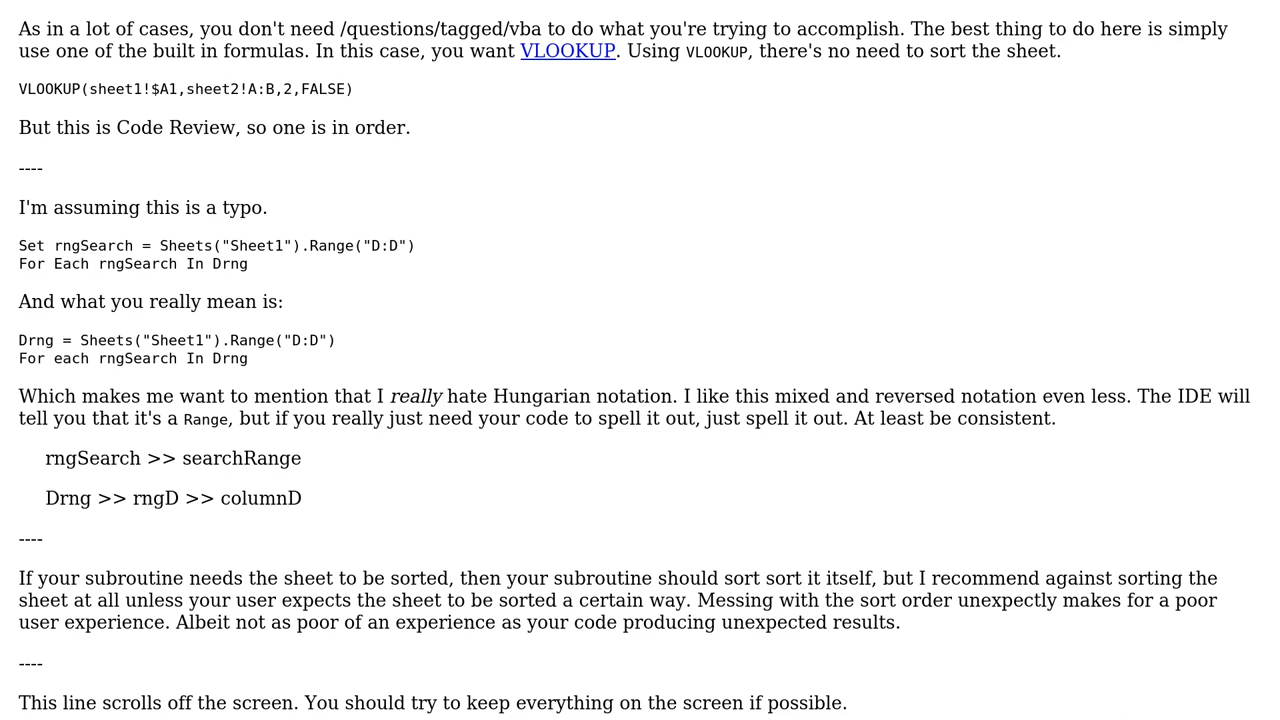 As in a lot of cases, you don't need /questions/tagged/vba to do what you're trying to accomplish. The best thing to do here is simply
use one of the built in formulas. In this case, you want VLOOKUP. Using VLOOKUP, there's no need to sort the sheet.
VLOOKUP(sheet1!$A1,sheet2!A:B,2,FALSE)
But this is Code Review, so one is in order.
----
I'm assuming this is a typo.
Set rngSearch = Sheets("Sheet1").Range("D:D")
For Each rngSearch In Drng
And what you really mean is:
Drng = Sheets("Sheet1").Range("D:D")
For each rngSearch In Drng
Which makes me want to mention that I really hate Hungarian notation. I like this mixed and reversed notation even less. The IDE will
tell you that it's a Range, but if you really just need your code to spell it out, just spell it out. At least be consistent.
rngSearch >> searchRange
Drng >> rngD >> columnD
----
If your subroutine needs the sheet to be sorted, then your subroutine should sort sort it itself, but I recommend against sorting the
sheet at all unless your user expects the sheet to be sorted a certain way. Messing with the sort order unexpectly makes for a poor
user experience. Albeit not as poor of an experience as your code producing unexpected results.
----
This line scrolls off the screen. You should try to keep everything on the screen if possible.